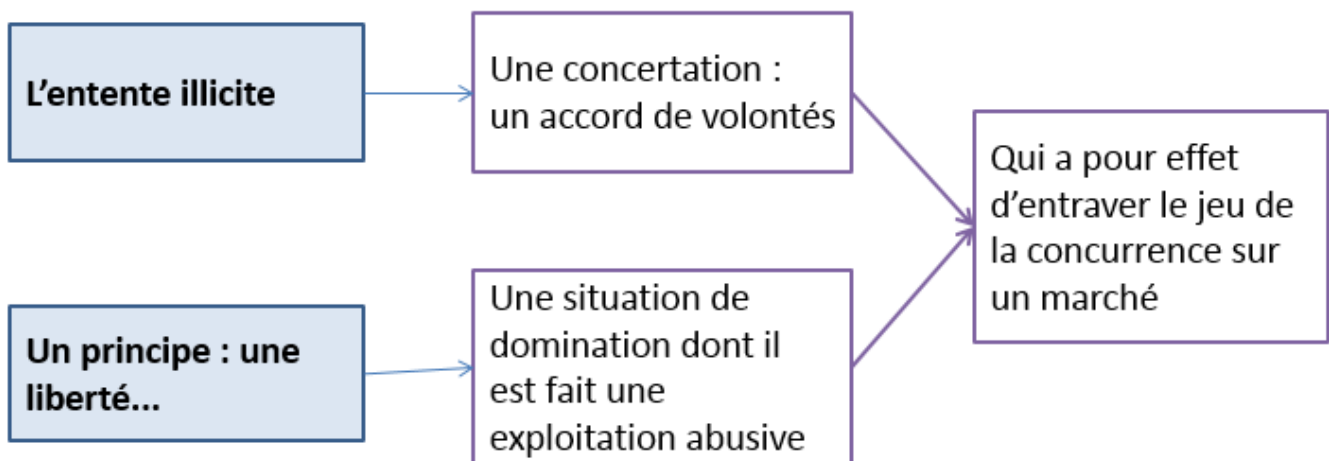 L’entente illicite
Une concertation :
un accord de volontés
Qui a pour effet
d’entraver le jeu de
la concurrence sur
un marché
Un principe : une
liberté...
Une situation de
domination dont il
est fait une
exploitation abusive